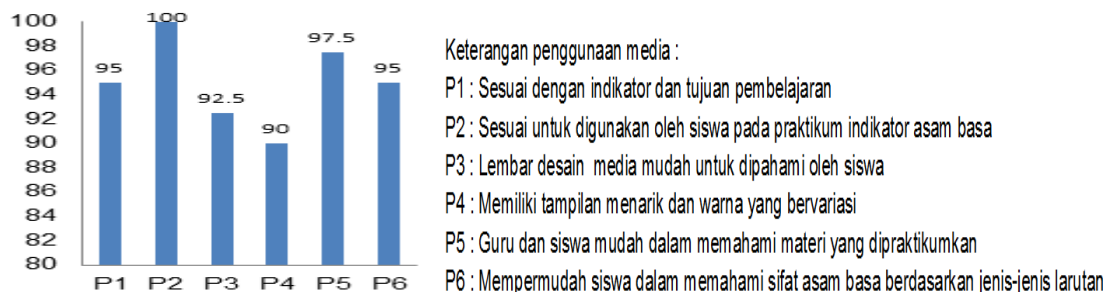 100
98
96
94
92
90
88
86
84
82
80
95
100
92.5
90
97.5
95
P1 P2 P3 P4 P5 P6
Keterangan penggunaan media :
P1 : Sesuai dengan indikator dan tujuan pembelajaran
P2 : Sesuai untuk digunakan oleh siswa pada praktikum indikator asam basa
P3 : Lembar desain media mudah untuk dipahami oleh siswa
P4 : Memiliki tampilan menarik dan warna yang bervariasi
P5 : Guru dan siswa mudah dalam memahami materi yang dipraktikumkan
P6 : Mempermudah siswa dalam memahami sifat asam basa berdasarkan jenis-jenis larutan